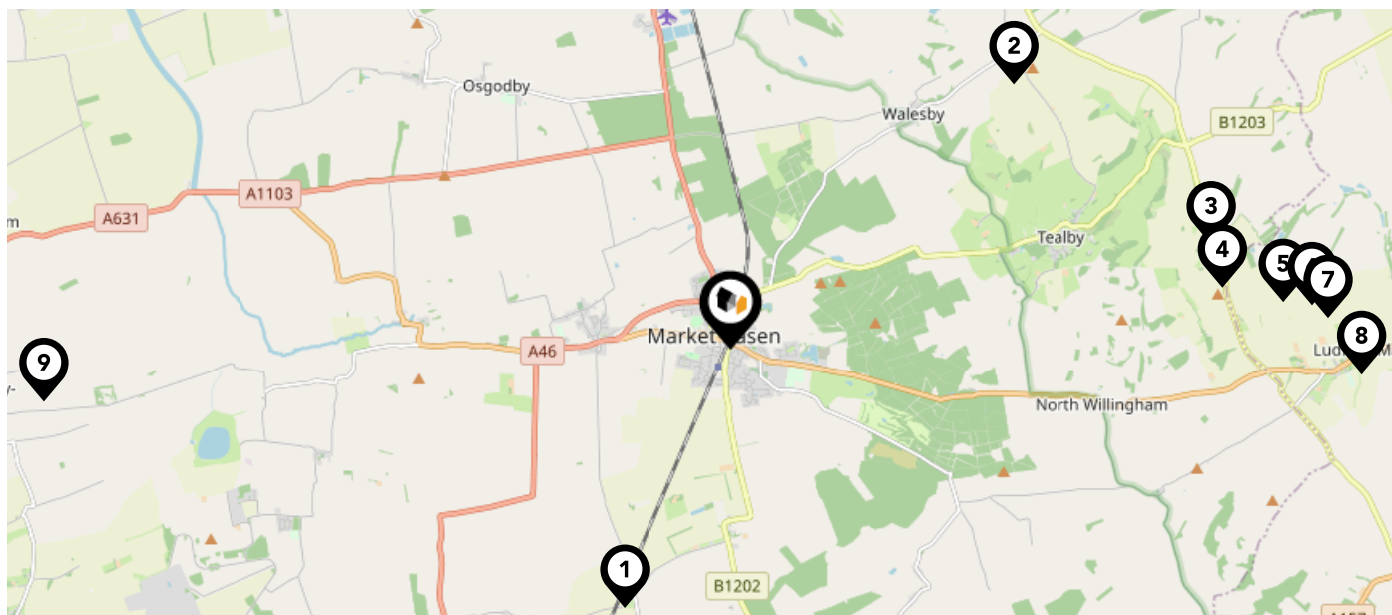 2
Osgodby
Walesby
B1203
A1103
3
A631
m
Tealby
4
5
7
Market
asen
8
A46
9
North Willingham
1
B1202